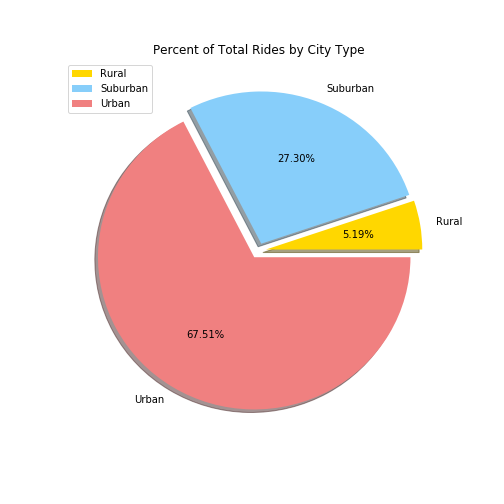 Percent of Total Rides by City Type
Rural
Suburban
Urban
Suburban
27.30%
Rural
5.19%
67.51%
Urban